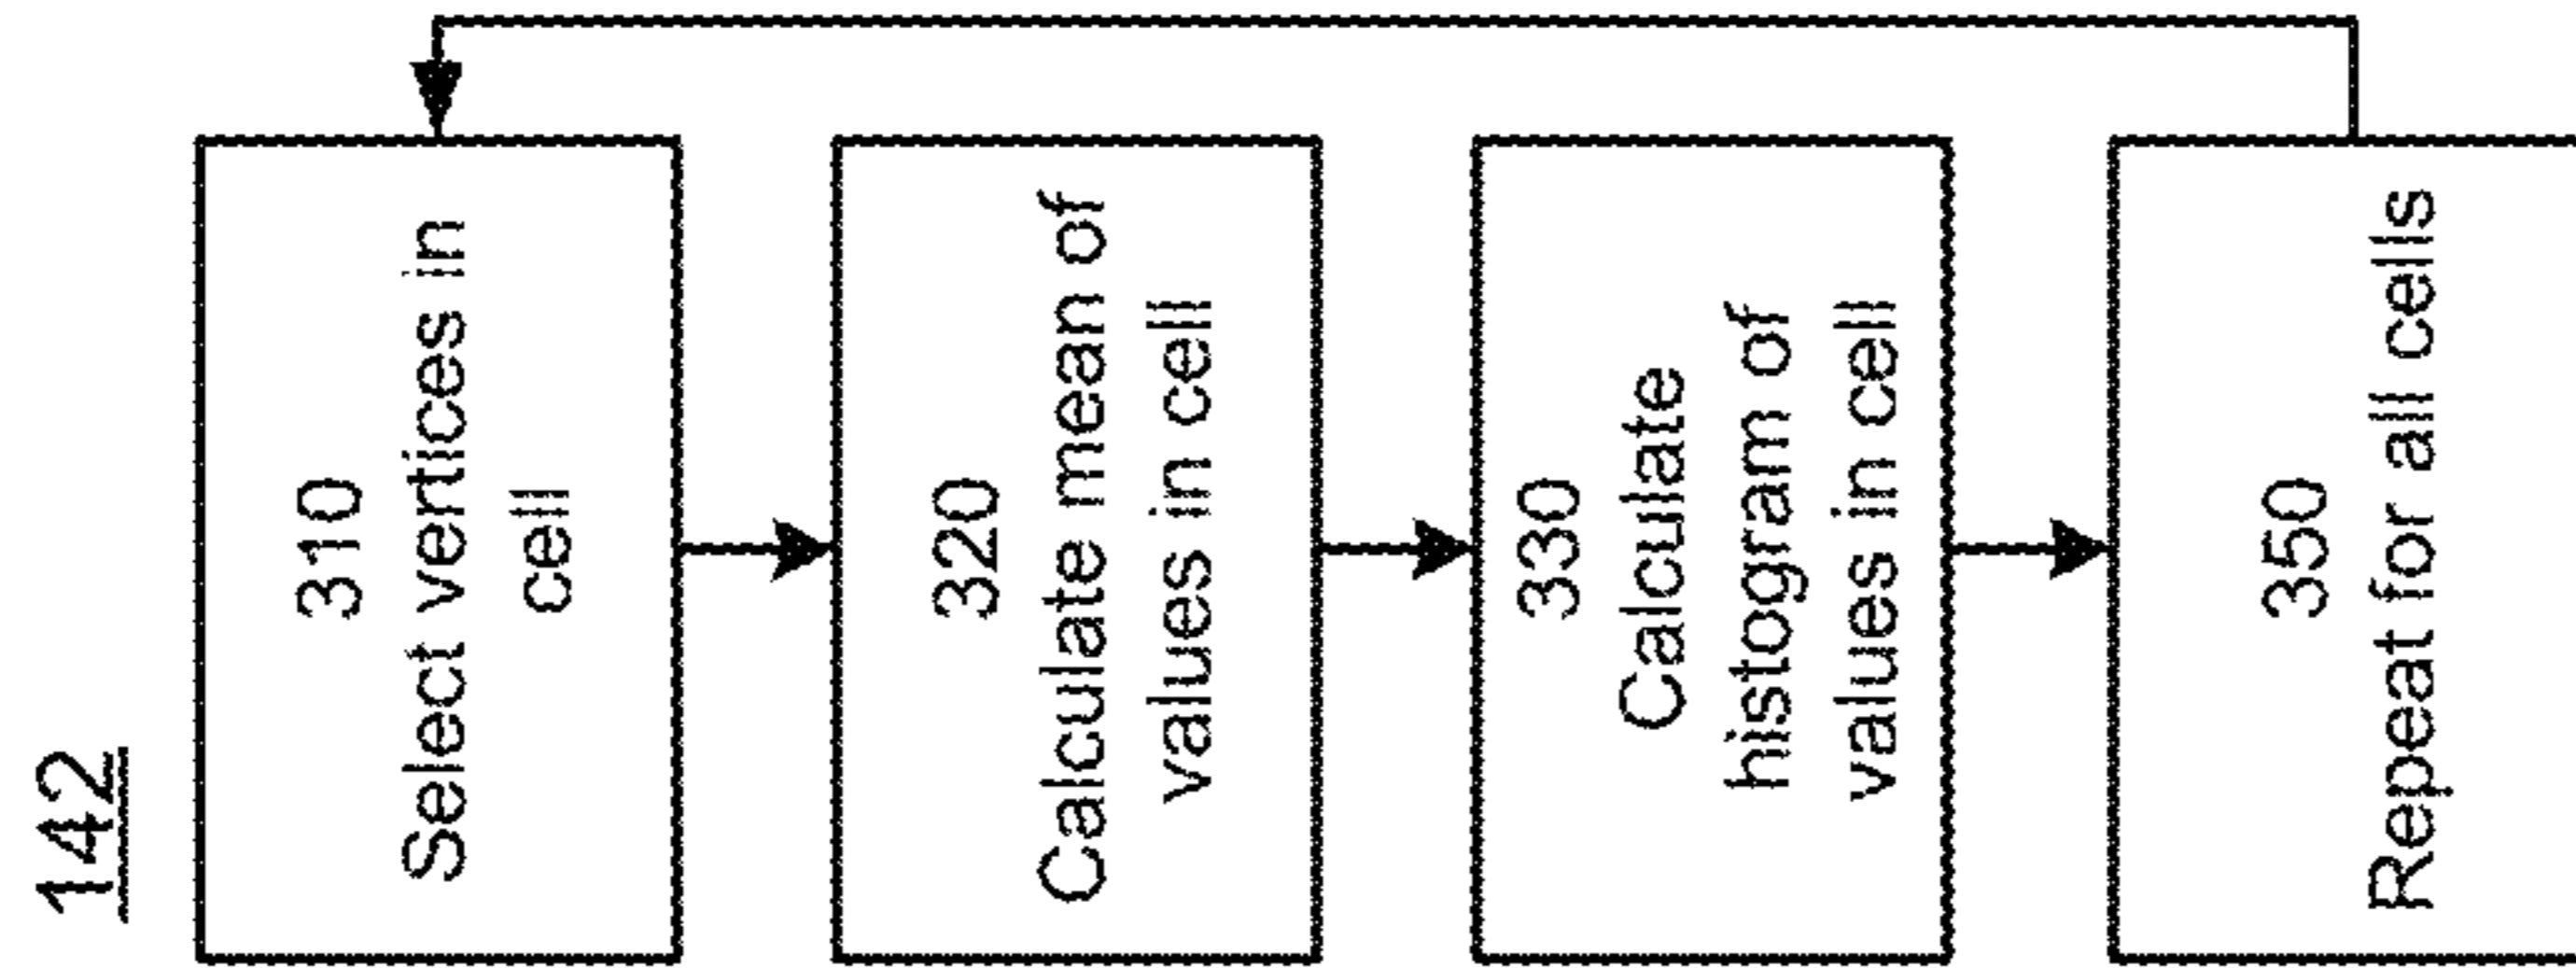 142
310
Select vertices in
cell
320
Calculate mean of
values in cell
330
Calculate
histogram of
values in cell
350
Repeat for all cells